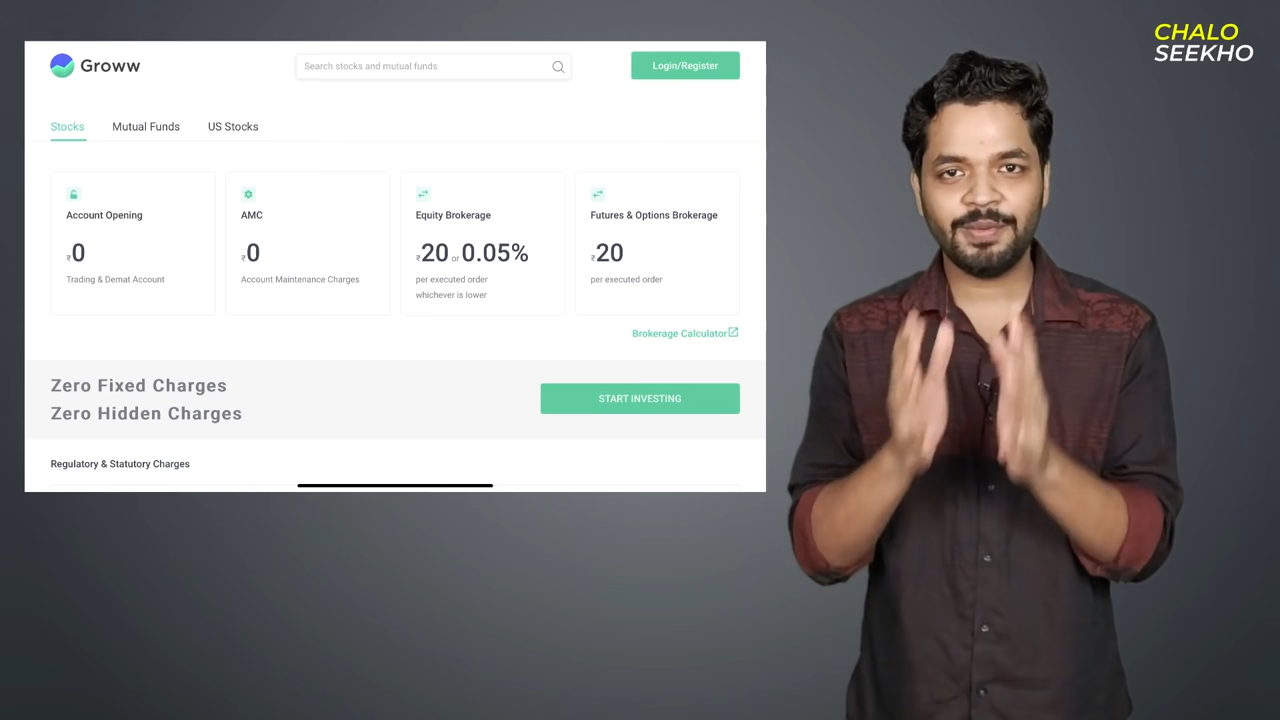 CHALO
SEEKHO
Groww
Search stocks and mutual funds
Login/Register
Stocks
Mutual Funds
US Stocks
Account Opening
₹0
Trading & Demat Account
AMC
₹0
Account Maintenance Charges
Equity Brokerage
₹20 or 0.05%
per executed order
whichever is lower
Futures & Options Brokerage
₹20
per executed order
Brokerage Calculator
Zero Fixed Charges
Zero Hidden Charges
START INVESTING
Regulatory & Statutory Charges